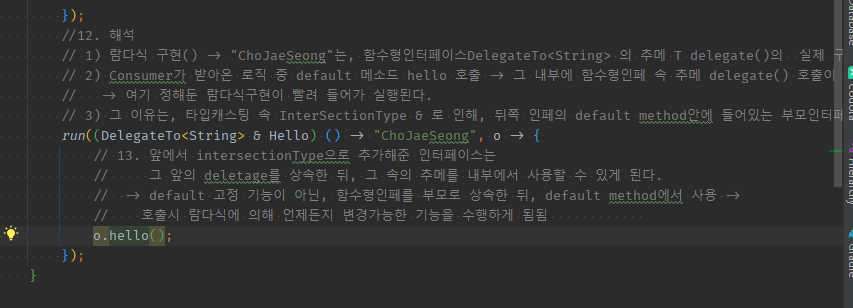 });
//12. 해석
// 1) 람다식 구현() -> "ChoJaeSeong"는, 함수형인터페이스DelegateTo<String> 의 추메 T delegate()의 실제 구
// 2) Consumer가 받아온 로직 중 default 메소드 hello 호출 -> 그 내부에 함수형인페 속 추메 delegate() 호출이
// -> 여기 정해둔 람다식구현이 빨려 들어가 실행된다.
// 3) 그 이유는, 타입캐스팅 속 InterSectionType & 로 인해, 뒤쪽 인페의 default method안에 들어있는 부모인터페
run((DelegateTo<String> & Hello) () -> "ChoJaeSeong", o -> {
// 13. 앞에서 intersectionType으로 추가해준 인터페이스는
// 그 앞의 deletage를 상속한 뒤, 그 속의 추메를 내부에서 사용할 수 있게 된다.
// -> default 고정 기능이 아닌, 함수형인페를 부모로 상속한 뒤, default method에서 사용 ->
// 호출시 람다식에 의해 언제든지 변경가능한 기능을 수행하게 됨됨
o.hello();
});
}
Database
Codota
Hierarchy
Gradle